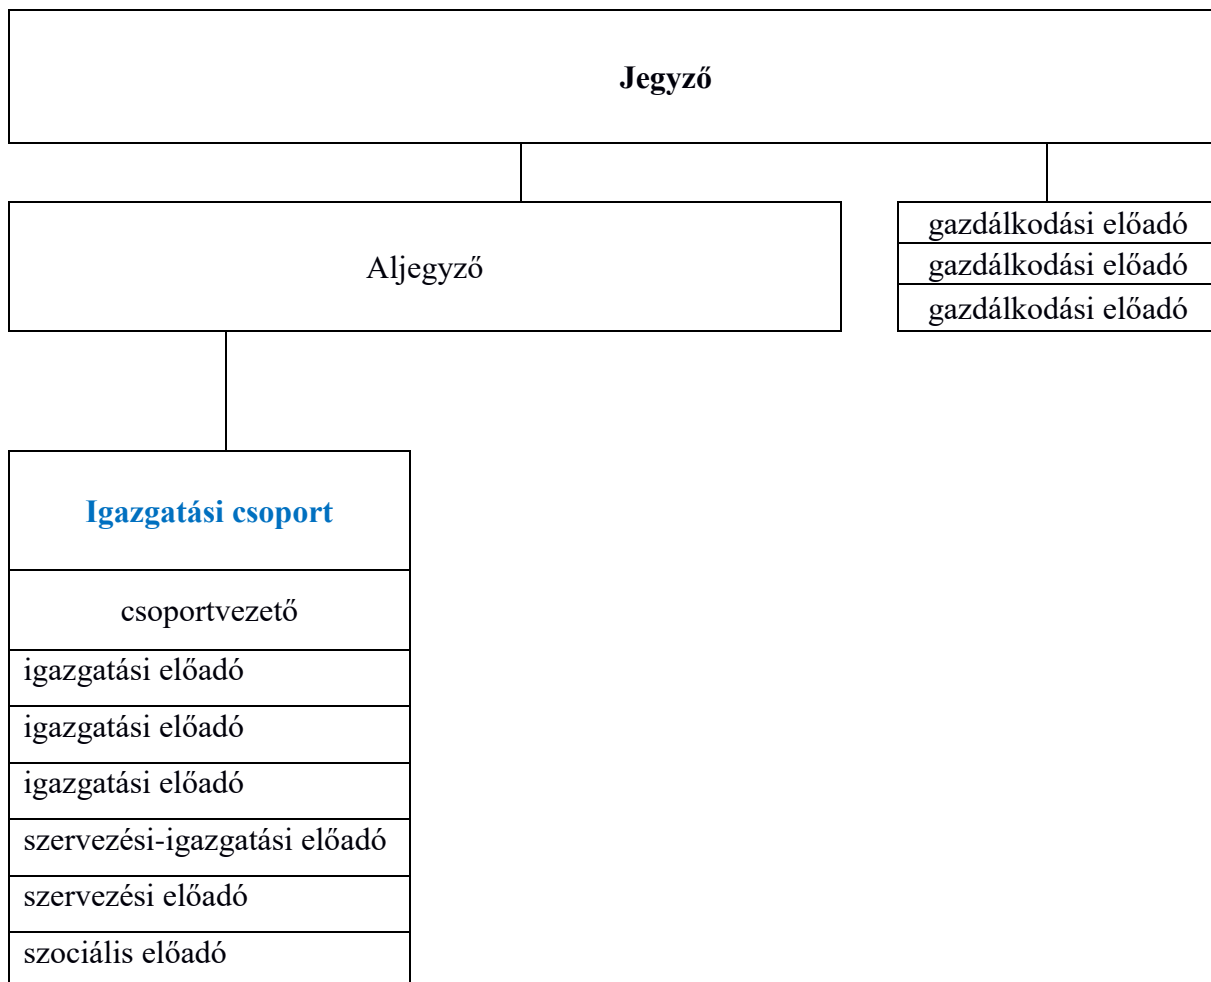 Jegyző
Aljegyző
gazdálkodási előadó
gazdálkodási előadó
gazdálkodási előadó
Igazgatási csoport
csoportvezető
igazgatási előadó
igazgatási előadó
igazgatási előadó
szervezési-igazgatási előadó
szervezési előadó
szociális előadó